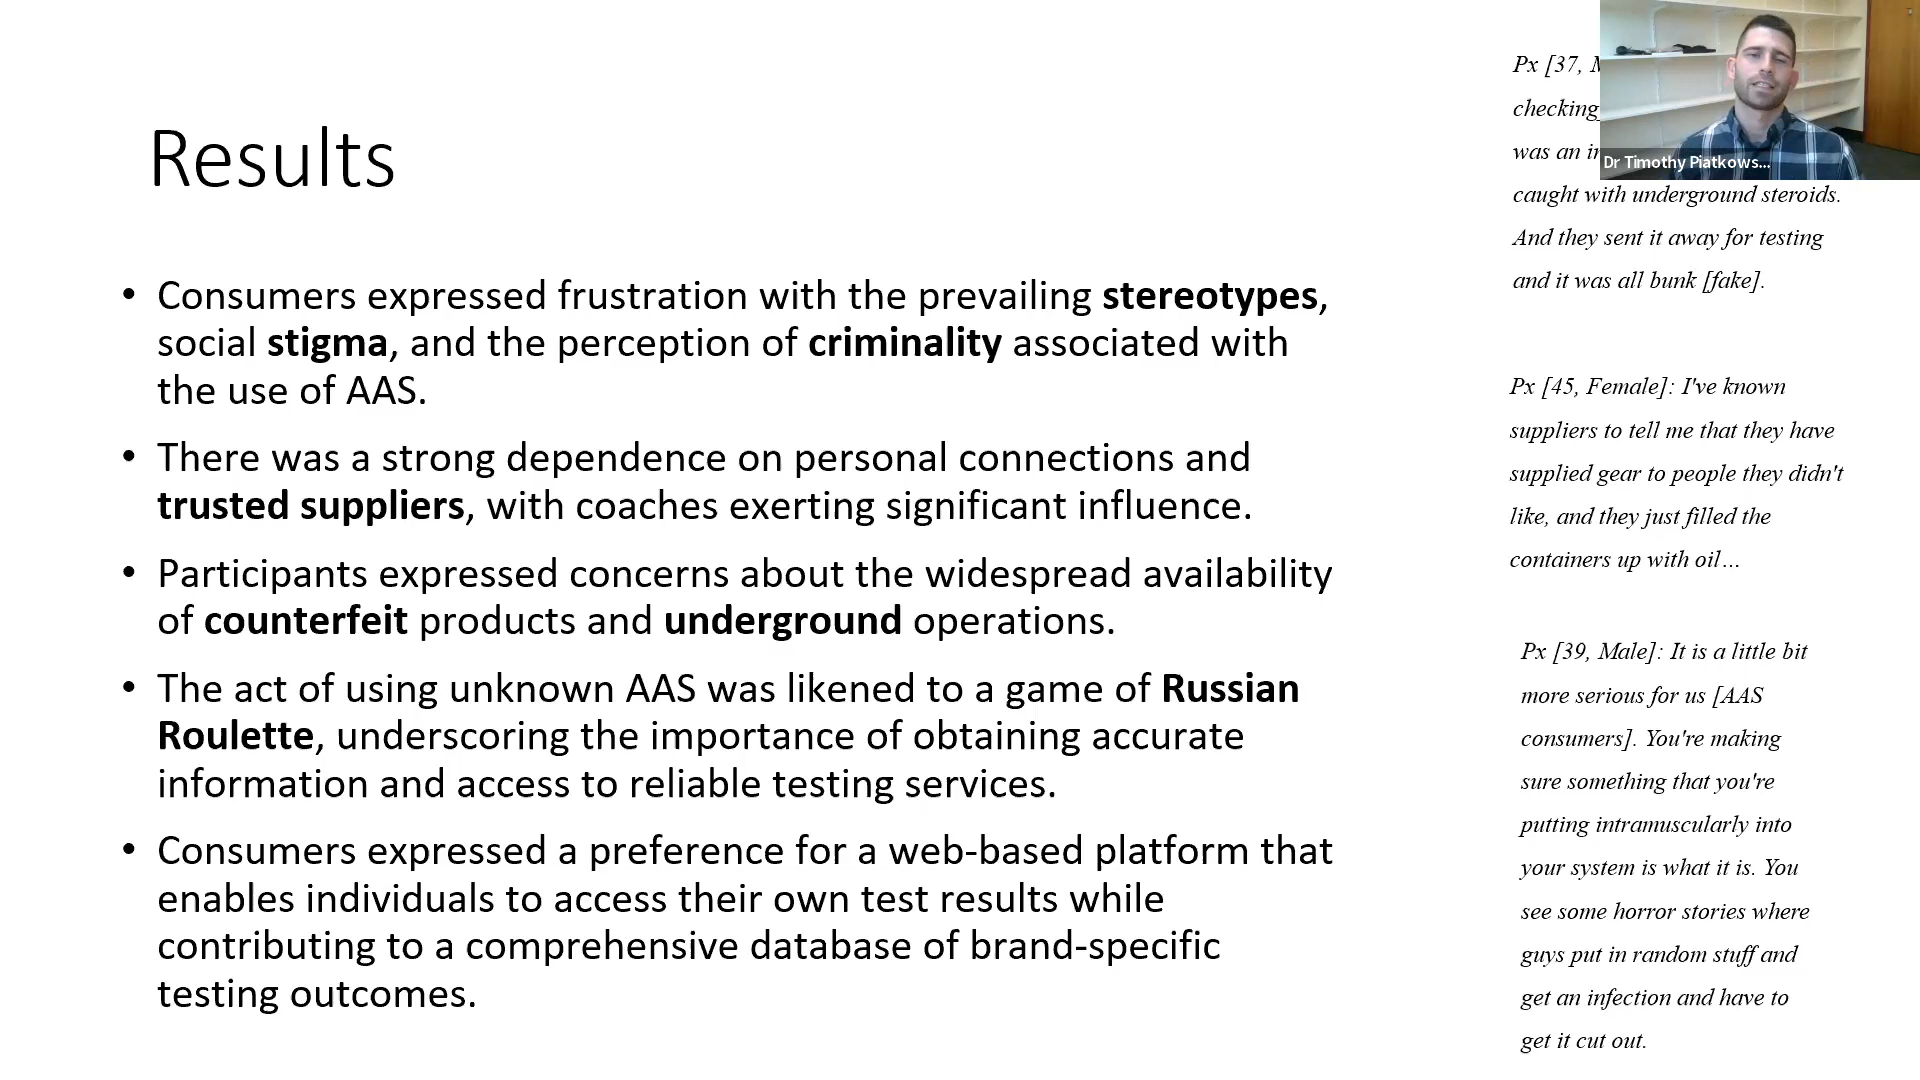 Results
• Consumers expressed frustration with the prevailing stereotypes,
social stigma, and the perception of criminality associated with
the use of AAS.
• There was a strong dependence on personal connections and
trusted suppliers, with coaches exerting significant influence.
• Participants expressed concerns about the widespread availability
of counterfeit products and underground operations.
• The act of using unknown AAS was likened to a game of Russian
Roulette, underscoring the importance of obtaining accurate
information and access to reliable testing services.
• Consumers expressed a preference for a web-based platform that
enables individuals to access their own test results while
contributing to a comprehensive database of brand-specific
testing outcomes.
Px [37,
checking
was an
caught with underground steroids.
And they sent it away for testing
and it was all bunk [fake].
Px [45, Female]: I've known
suppliers to tell me that they have
supplied gear to people they didn't
like, and they just filled the
containers up with oil…
Px [39, Male]: It is a little bit
more serious for us [AAS
consumers]. You're making
sure something that you're
putting intramuscularly into
your system is what it is. You
see some horror stories where
guys put in random stuff and
get an infection and have to
get it cut out.
Dr Timothy Piatkows...